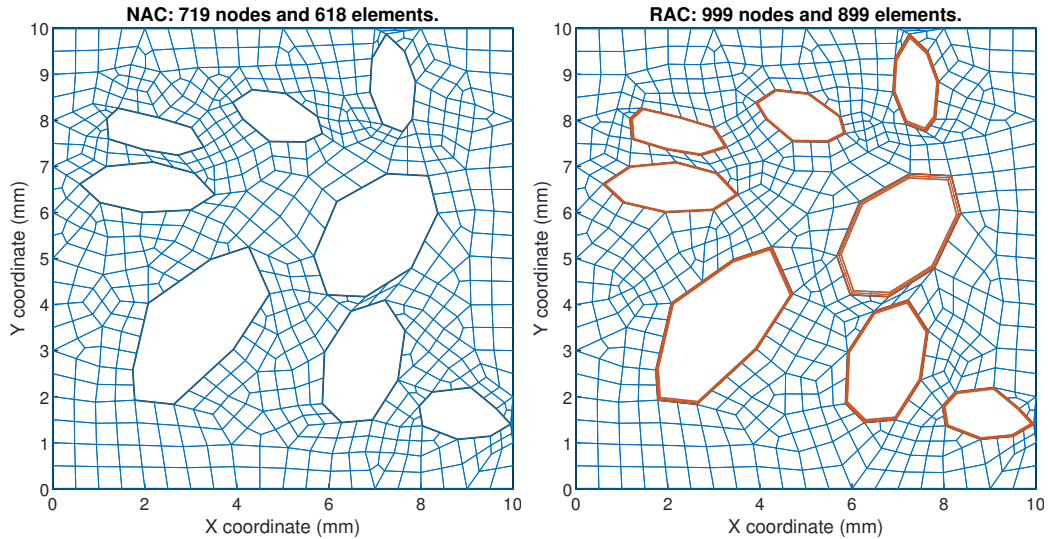 NAC: 719 nodes and 618 elements.
10
9
8
7
6
5
4
3
2
1
0
Y coordinate (mm)
0 2 4 6 8 10
X coordinate (mm)
RAC: 999 nodes and 899 elements.
10
9
8
7
6
5
4
3
2
1
0
Y coordinate (mm)
0 2 4 6 8 10
X coordinate (mm)